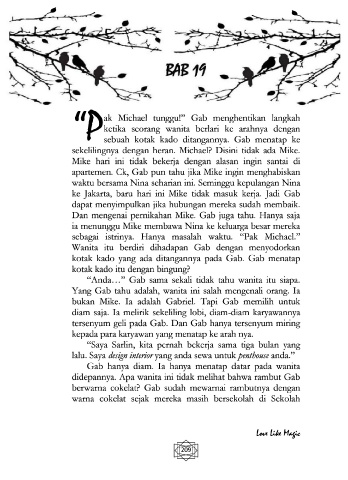 BAB 19
"Pak Michael tunggu!" Gab menghentikan langkah
ketika seorang wanita berlari ke arahnya dengan
sebuah kotak kado ditangannya. Gab menatap ke
sekelilingnya dengan heran. Michael? Disini tidak ada Mike.
Mike hari ini tidak bekerja dengan alasan ingin santai di
apartemen. Ck, Gab pun tahu jika Mike ingin menghabiskan
waktu bersama Nina seharian ini. Seminggu kepulangan Nina
ke Jakarta, baru hari ini Mike tidak masuk kerja. Jadi Gab
dapat menyimpulkan jika hubungan mereka sudah membaik.
Dan mengenai pernikahan Mike. Gab juga tahu. Hanya saja
ia menunggu Mike membawa Nina ke keluarga besar mereka
sebagai istrinya. Hanya masalah waktu. "Pak Michael."
Wanita itu berdiri dihadapan Gab dengan menyodorkan
kotak kado yang ada ditangannya pada Gab. Gab menatap
kotak kado itu dengan bingung?
"Anda…" Gab sama sekali tidak tahu wanita itu siapa.
Yang Gab tahu adalah, wanita ini salah mengenali orang. Ia
bukan Mike. Ia adalah Gabriel. Tapi Gab memilih untuk
diam saja. Ia melirik sekeliling lobi, diam-diam karyawannya
tersenyum geli pada Gab. Dan Gab hanya tersenyum miring
kepada para karyawan yang menatap ke arah nya.
"Saya Sarlin, kita pernah bekerja sama tiga bulan yang
lalu. Saya design interior yang anda sewa untuk penthouse anda."
Gab hanya diam. Ia hanya menatap datar pada wanita
didepannya. Apa wanita ini tidak melihat bahwa rambut Gab
berwarna cokelat? Gab sudah mewarnai rambutnya dengan
warna cokelat sejak mereka masih bersekolah di Sekolah
Love Like Magic
209